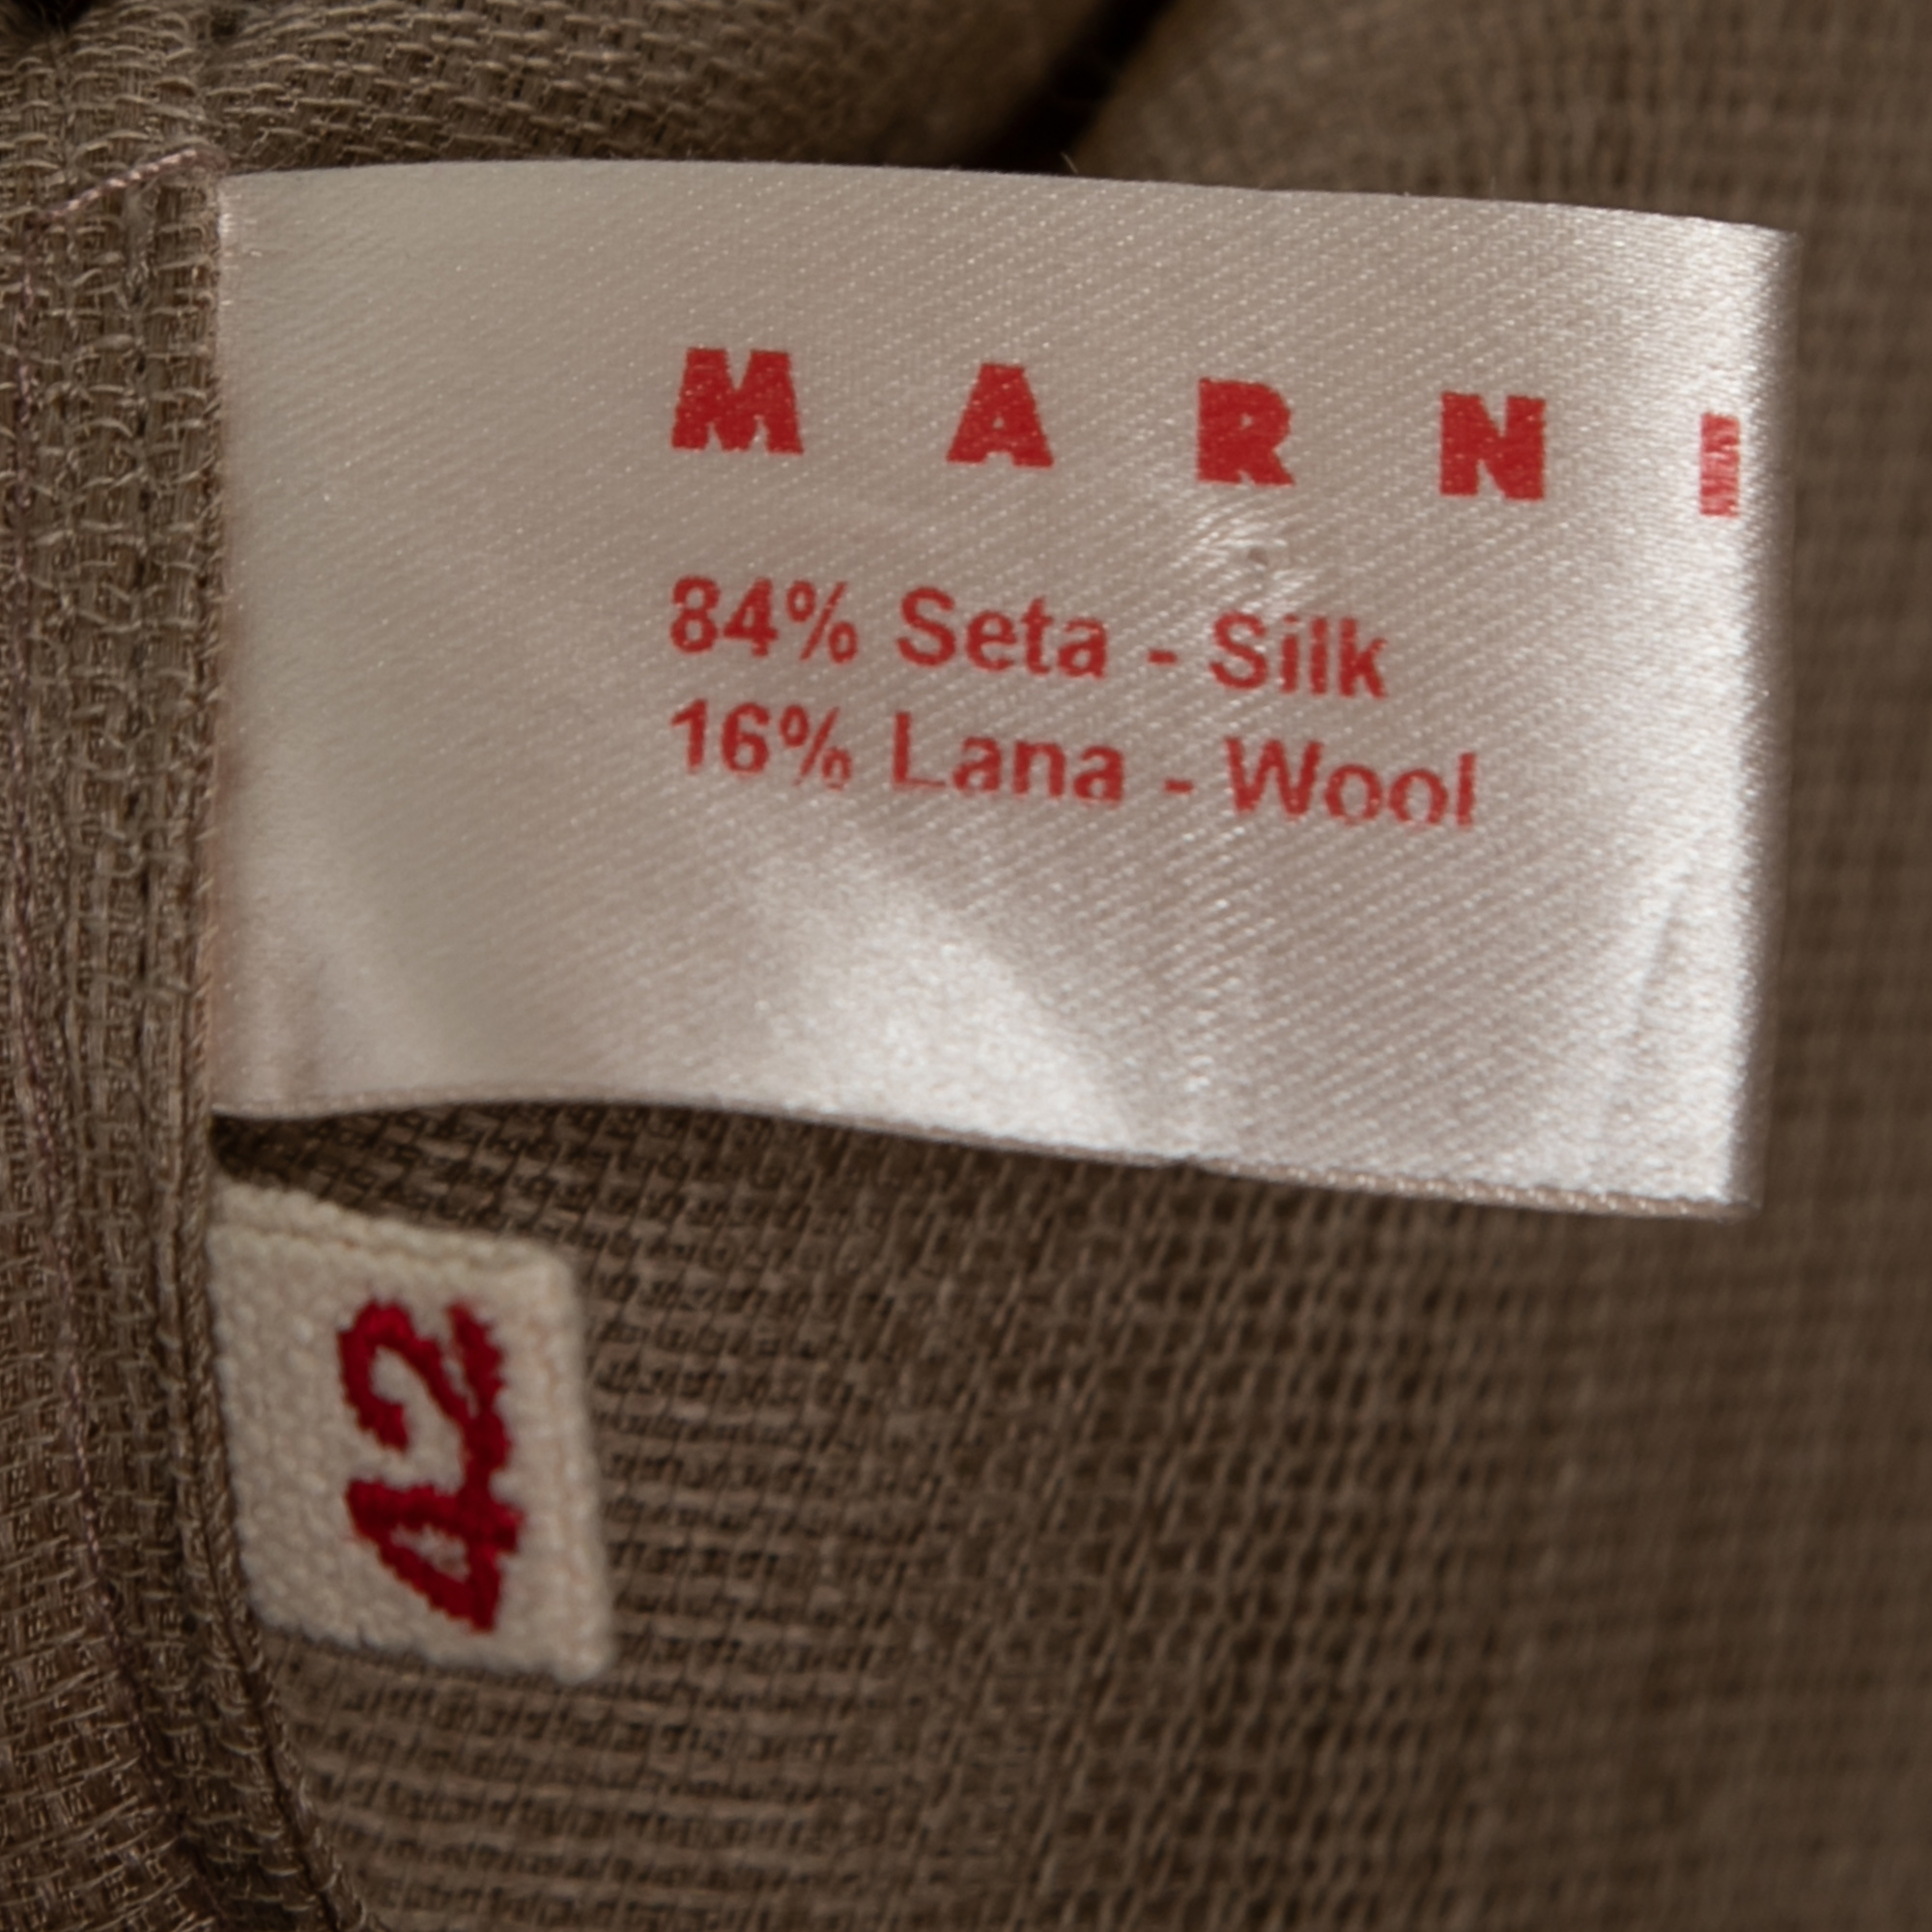 MARNI
84% Seta - Silk
16% Lana - Wool
42